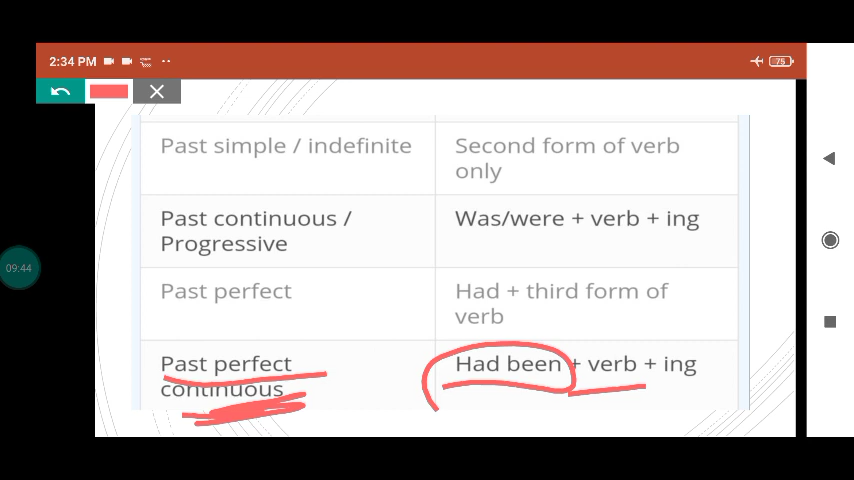 2:34 PM
75
Past simple / indefinite
Second form of verb
only
Past continuous /
Progressive
Was/were + verb + ing
Past perfect
Had + third form of
verb
Past perfect
continuous
Had been + verb + ing
09:44